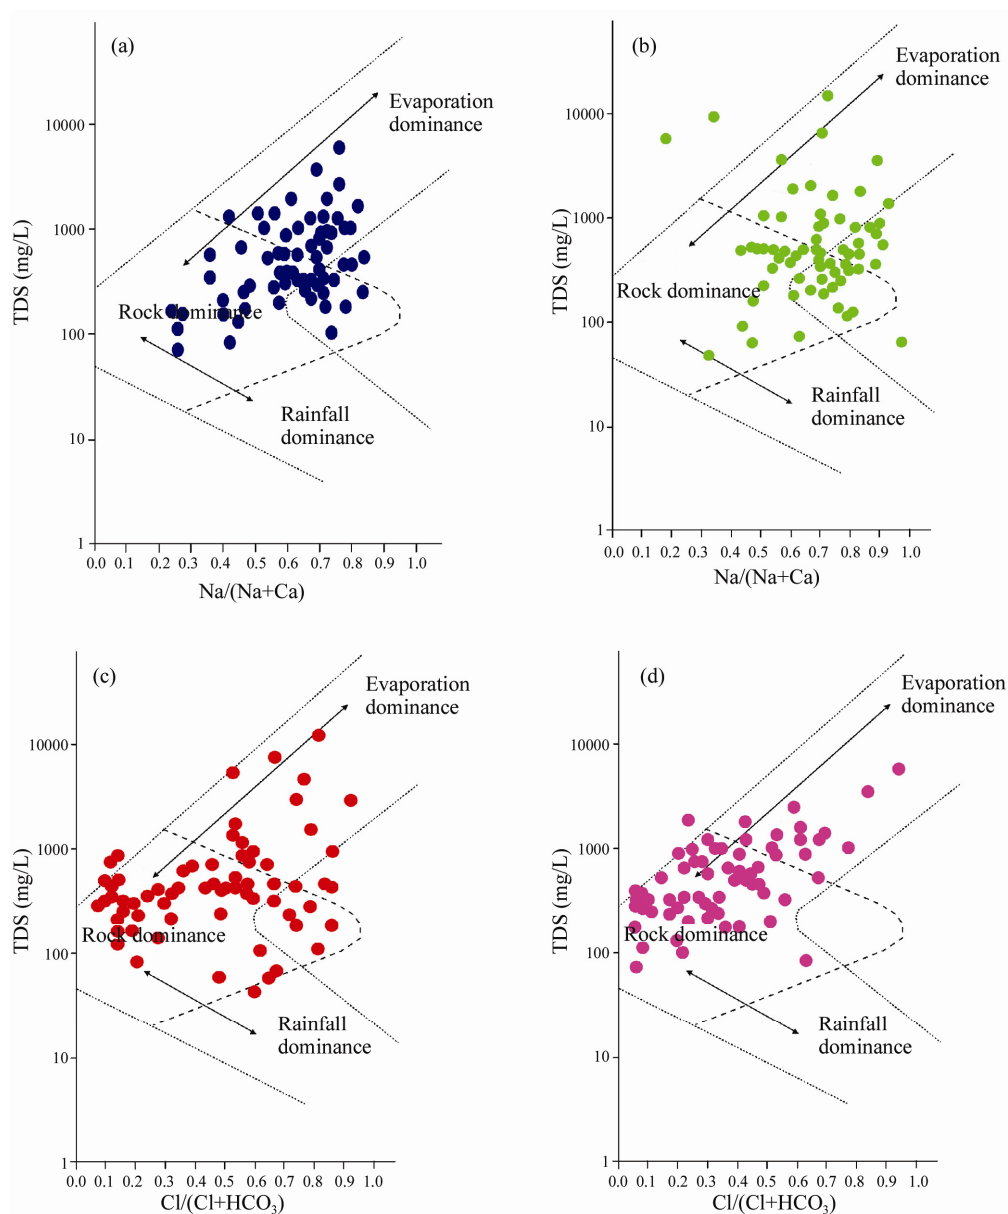 (a)
Evaporation
dominance
10000
1000
TDS (mg/L)
Rock dominance
100
Rainfall
dominance
10
1
0.0 0.1 0.2 0.3 0.4 0.5 0.6 0.7 0.8 0.9 1.0
Na/(Na+Ca)
(b)
Evaporation
dominance
10000
1000
TDS (mg/L)
Rock dominance
100
Rainfall
dominance
10
1
0.0 0.1 0.2 0.3 0.4 0.5 0.6 0.7 0.8 0.9 1.0
Na/(Na+Ca)
(c)
Evaporation
dominance
10000
1000
TDS (mg/L)
Rock dominance
100
Rainfall
dominance
10
1
0.0 0.1 0.2 0.3 0.4 0.5 0.6 0.7 0.8 0.9 1.0
Cl/(Cl+HCO₃)
(d)
Evaporation
dominance
10000
1000
TDS (mg/L)
Rock dominance
100
Rainfall
dominance
10
1
0.0 0.1 0.2 0.3 0.4 0.5 0.6 0.7 0.8 0.9 1.0
Cl/(Cl+HCO₃)